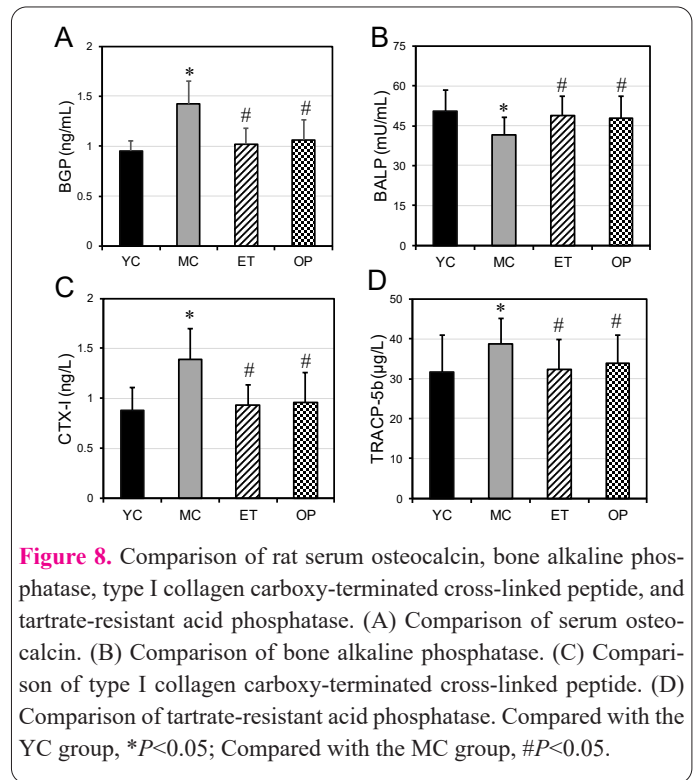 A
2
1.5
1
0.5
0
BGP (ng/mL)
*
#
#
YC MC ET OP
B
75
60
45
30
15
0
BALP (mU/mL)
*
#
#
YC MC ET OP
C
2
1.5
1
0.5
0
CTX-I (ng/L)
*
#
#
YC MC ET OP
D
50
40
30
20
10
0
TRACP-5b (μg/L)
*
#
#
YC MC ET OP
Figure 8. Comparison of rat serum osteocalcin, bone alkaline phos-
phatase, type I collagen carboxy-terminated cross-linked peptide, and
tartrate-resistant acid phosphatase. (A) Comparison of serum osteo-
calcin. (B) Comparison of bone alkaline phosphatase. (C) Compari-
son of type I collagen carboxy-terminated cross-linked peptide. (D)
Comparison of tartrate-resistant acid phosphatase. Compared with the
YC group, *P<0.05; Compared with the MC group, #P<0.05.